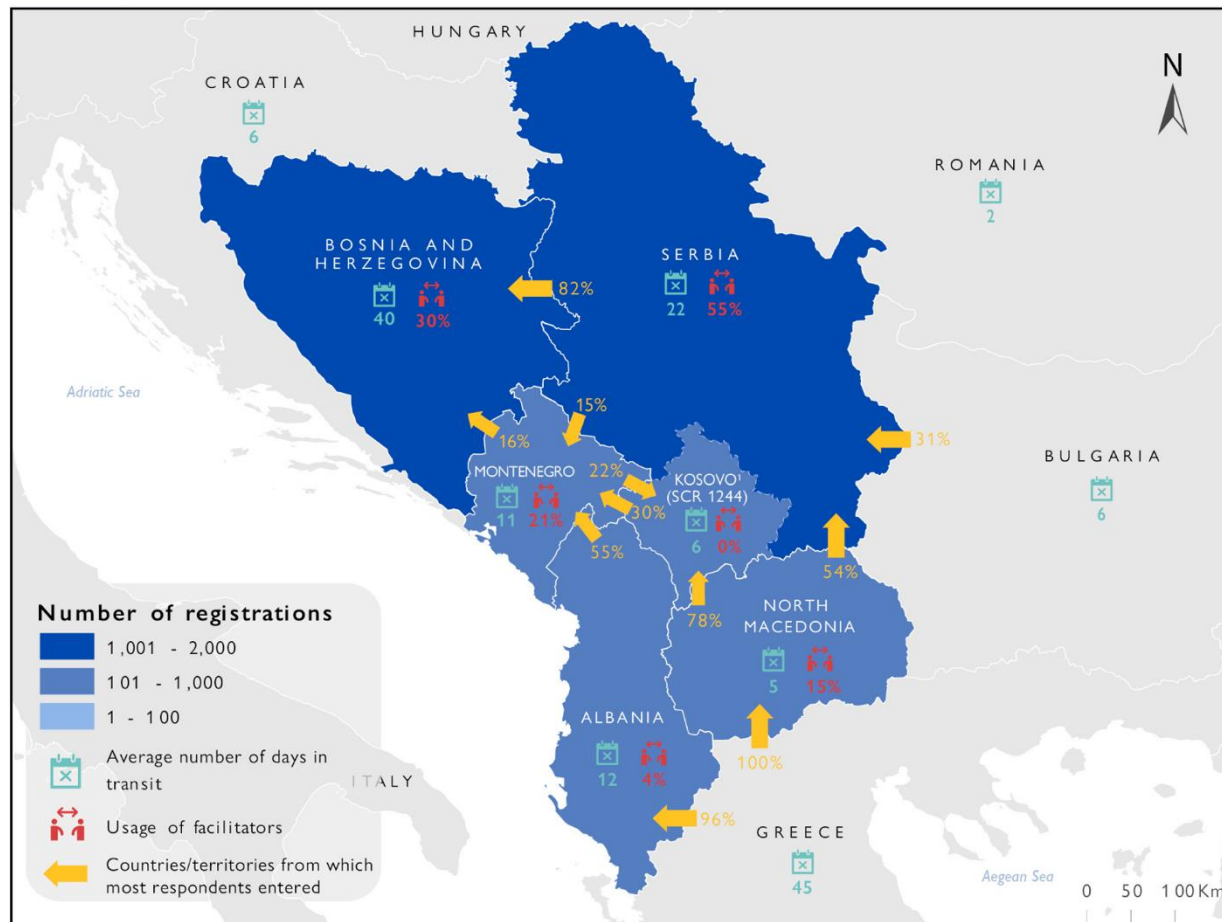 HUNGARY
N
CROATIA
6
ROMANIA
2
BOSNIA AND
HERZEGOVINA
40 30%
82%
SERBIA
22 55%
Adriatic Sea
15%
16%
31%
BULGARIA
6
MONTENEGRO
11 21%
22%
30%
KOSOVO¹
(SCR 1244)
6 0%
55%
54%
78%
NORTH
MACEDONIA
5 15%
100%
ALBANIA
12 4%
96%
ITALY
GREECE
45
Aegean Sea
0 50 100Km
Number of registrations
1,001 - 2,000
101 - 1,000
1 - 100
Average number of days in
transit
Usage of facilitators
Countries/territories from which
most respondents entered